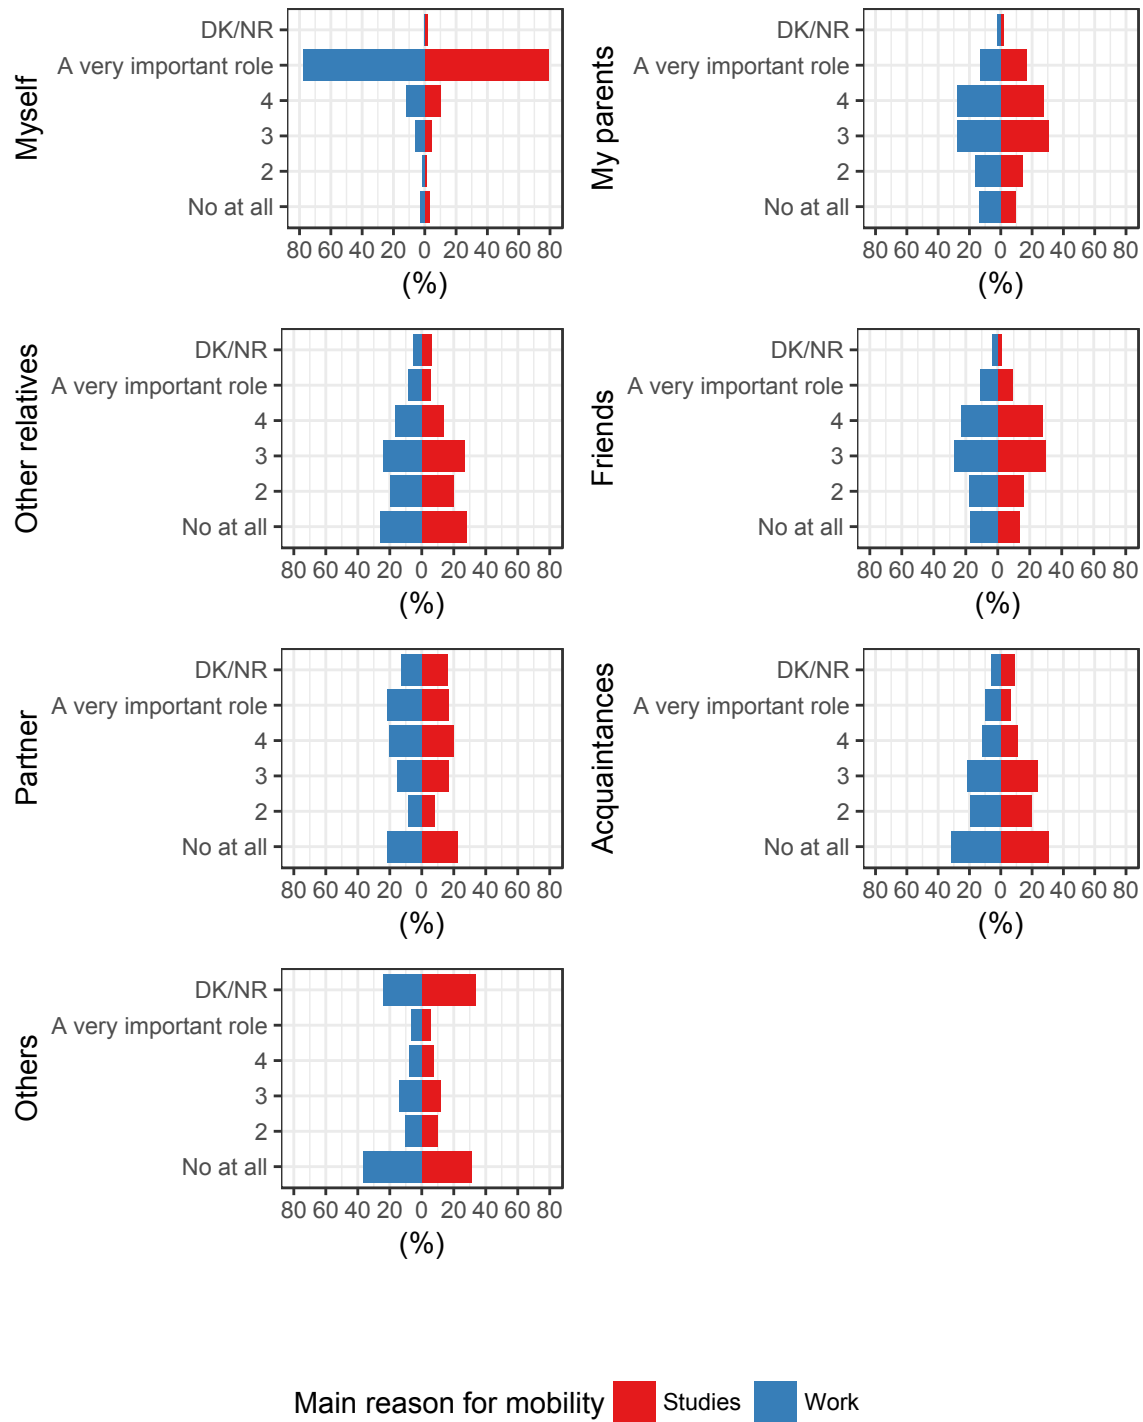 Myself
DK/NR
A very important role
4
3
2
No at all
80 60 40 20 0 20 40 60 80
(%)
My parents
DK/NR
A very important role
4
3
2
No at all
80 60 40 20 0 20 40 60 80
(%)
Other relatives
DK/NR
A very important role
4
3
2
No at all
80 60 40 20 0 20 40 60 80
(%)
Friends
DK/NR
A very important role
4
3
2
No at all
80 60 40 20 0 20 40 60 80
(%)
Partner
DK/NR
A very important role
4
3
2
No at all
80 60 40 20 0 20 40 60 80
(%)
Acquaintances
DK/NR
A very important role
4
3
2
No at all
80 60 40 20 0 20 40 60 80
(%)
Others
DK/NR
A very important role
4
3
2
No at all
80 60 40 20 0 20 40 60 80
(%)
Main reason for mobility Studies Work